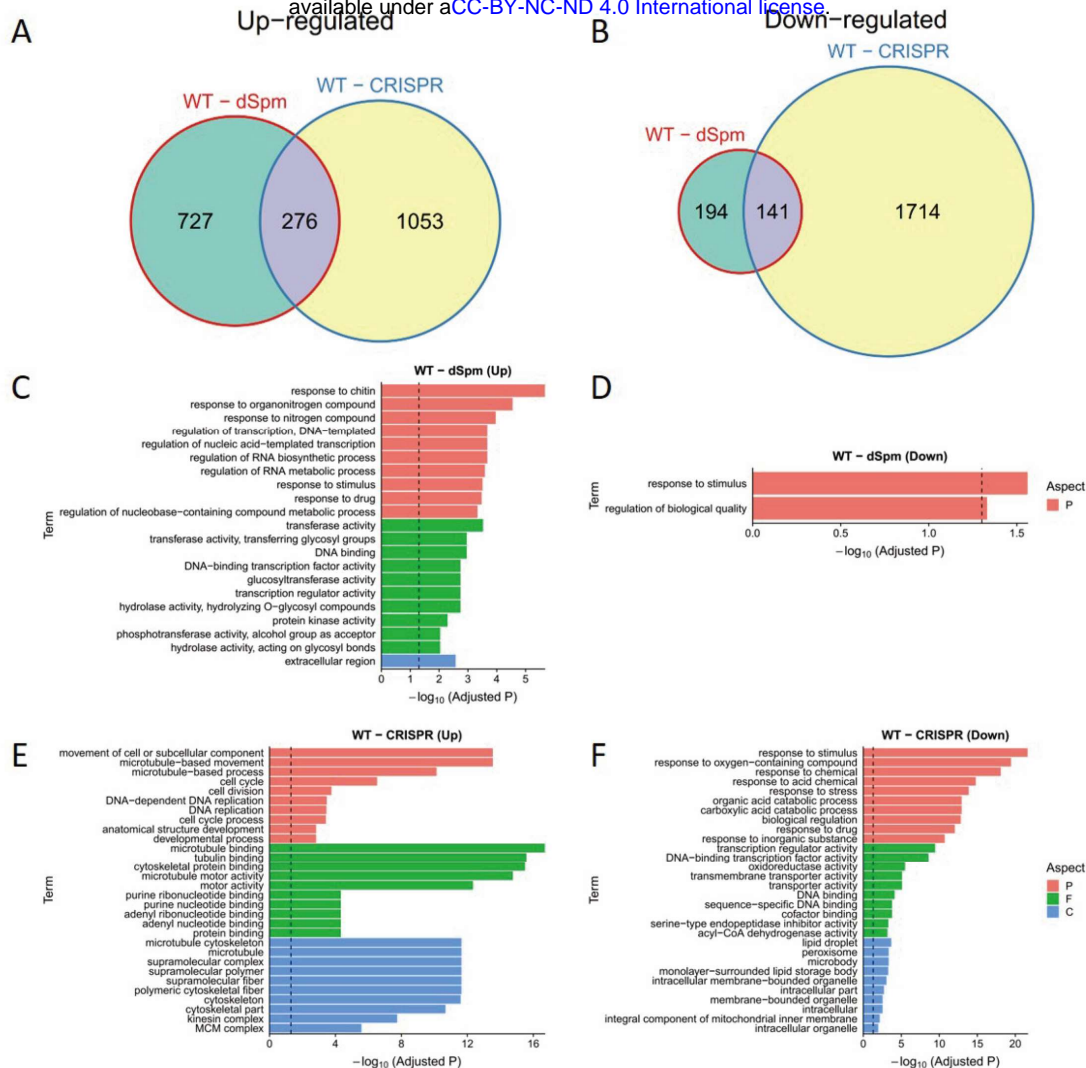 available under aCC-BY-NC-ND 4.0 International license.
A
Up−regulated
WT − dSpm
WT − CRISPR
727
276
1053
B
Down−regulated
WT − CRISPR
WT − dSpm
194
141
1714
C
WT − dSpm (Up)
Term
response to chitin
response to organonitrogen compound
response to nitrogen compound
regulation of transcription, DNA−templated
regulation of nucleic acid−templated transcription
regulation of RNA biosynthetic process
regulation of RNA metabolic process
response to stimulus
response to drug
regulation of nucleobase−containing compound metabolic process
transferase activity
transferase activity, transferring glycosyl groups
DNA binding
DNA−binding transcription factor activity
glucosyltransferase activity
transcription regulator activity
hydrolase activity, hydrolyzing O−glycosyl compounds
protein kinase activity
phosphotransferase activity, alcohol group as acceptor
hydrolase activity, acting on glycosyl bonds
extracellular region
0 1 2 3 4 5
−log10 (Adjusted P)
D
WT − dSpm (Down)
Term
response to stimulus
regulation of biological quality
0.0 0.5 1.0 1.5
−log10 (Adjusted P)
Aspect
P
E
WT − CRISPR (Up)
Term
movement of cell or subcellular component
microtubule−based movement
microtubule−based process
cell cycle
cell division
DNA−dependent DNA replication
DNA replication
cell cycle process
anatomical structure development
developmental process
microtubule binding
tubulin binding
cytoskeletal protein binding
microtubule motor activity
motor activity
purine ribonucleotide binding
purine nucleotide binding
adenyl ribonucleotide binding
adenyl nucleotide binding
protein binding
microtubule cytoskeleton
microtubule
supramolecular complex
supramolecular polymer
supramolecular fiber
polymeric cytoskeletal fiber
cytoskeleton
cytoskeletal part
kinesin complex
MCM complex
0 4 8 12 16
−log10 (Adjusted P)
F
WT − CRISPR (Down)
Term
response to stimulus
response to oxygen−containing compound
response to chemical
response to acid chemical
response to stress
organic acid catabolic process
carboxylic acid catabolic process
biological regulation
response to drug
response to inorganic substance
transcription regulator activity
DNA−binding transcription factor activity
oxidoreductase activity
transmembrane transporter activity
transporter activity
DNA binding
sequence−specific DNA binding
cofactor binding
serine−type endopeptidase inhibitor activity
acyl−CoA dehydrogenase activity
lipid droplet
peroxisome
microbody
monolayer−surrounded lipid storage body
intracellular membrane−bounded organelle
intracellular part
membrane−bounded organelle
intracellular
integral component of mitochondrial inner membrane
intracellular organelle
0 5 10 15 20
−log10 (Adjusted P)
Aspect
P
F
C